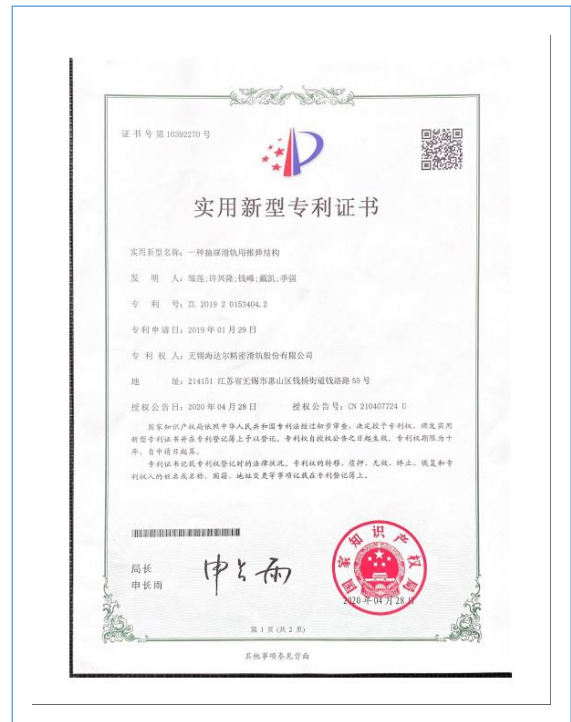 证书号第10392270号
实用新型专利证书
实用新型名称：一种抽屉滑轨用推弹结构
发 明 人：邹莲;许兴隆;钱峰;戴凯;季强
专 利 号：ZL 2019 2 0153404.2
专利申请日：2019年01月29日
专 利 权 人：无锡海达尔精密滑轨股份有限公司
地 址：214151 江苏省无锡市惠山区钱桥街道钱洛路55号
授权公告日：2020年04月28日 授权公告号：CN 210407724 U
国家知识产权局依照中华人民共和国专利法经过初步审查，决定授予专利权，颁发实用
新型专利证书并在专利登记簿上予以登记。专利权自授权公告之日起生效。专利权期限为十
年，自申请日起算。
专利证书记载专利权登记时的法律状况。专利权的转移、质押、无效、终止、恢复和专
利权人的姓名或名称、国籍、地址变更等事项记载在专利登记簿上。
局长
申长雨
申长雨
国家知识产权局
2020年04月28日
第 1 页 (共 2 页)
其他事项参见背面